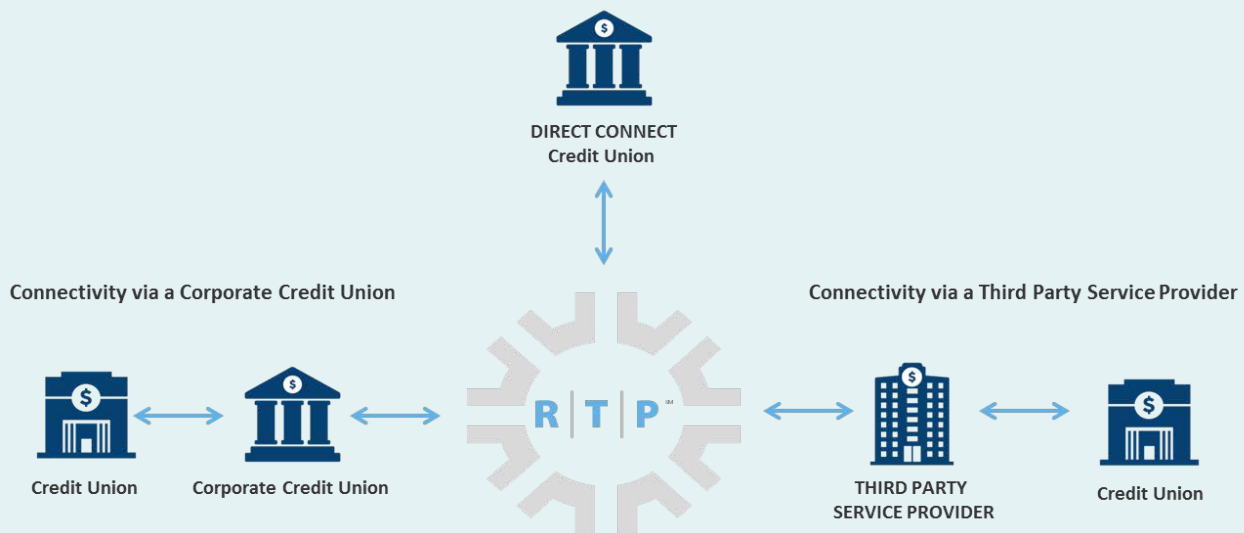 $
DIRECT CONNECT
Credit Union
Connectivity via a Corporate Credit Union
Connectivity via a Third Party Service Provider
$
$
R|T|P℠
$
$
Credit Union
Corporate Credit Union
THIRD PARTY
SERVICE PROVIDER
Credit Union